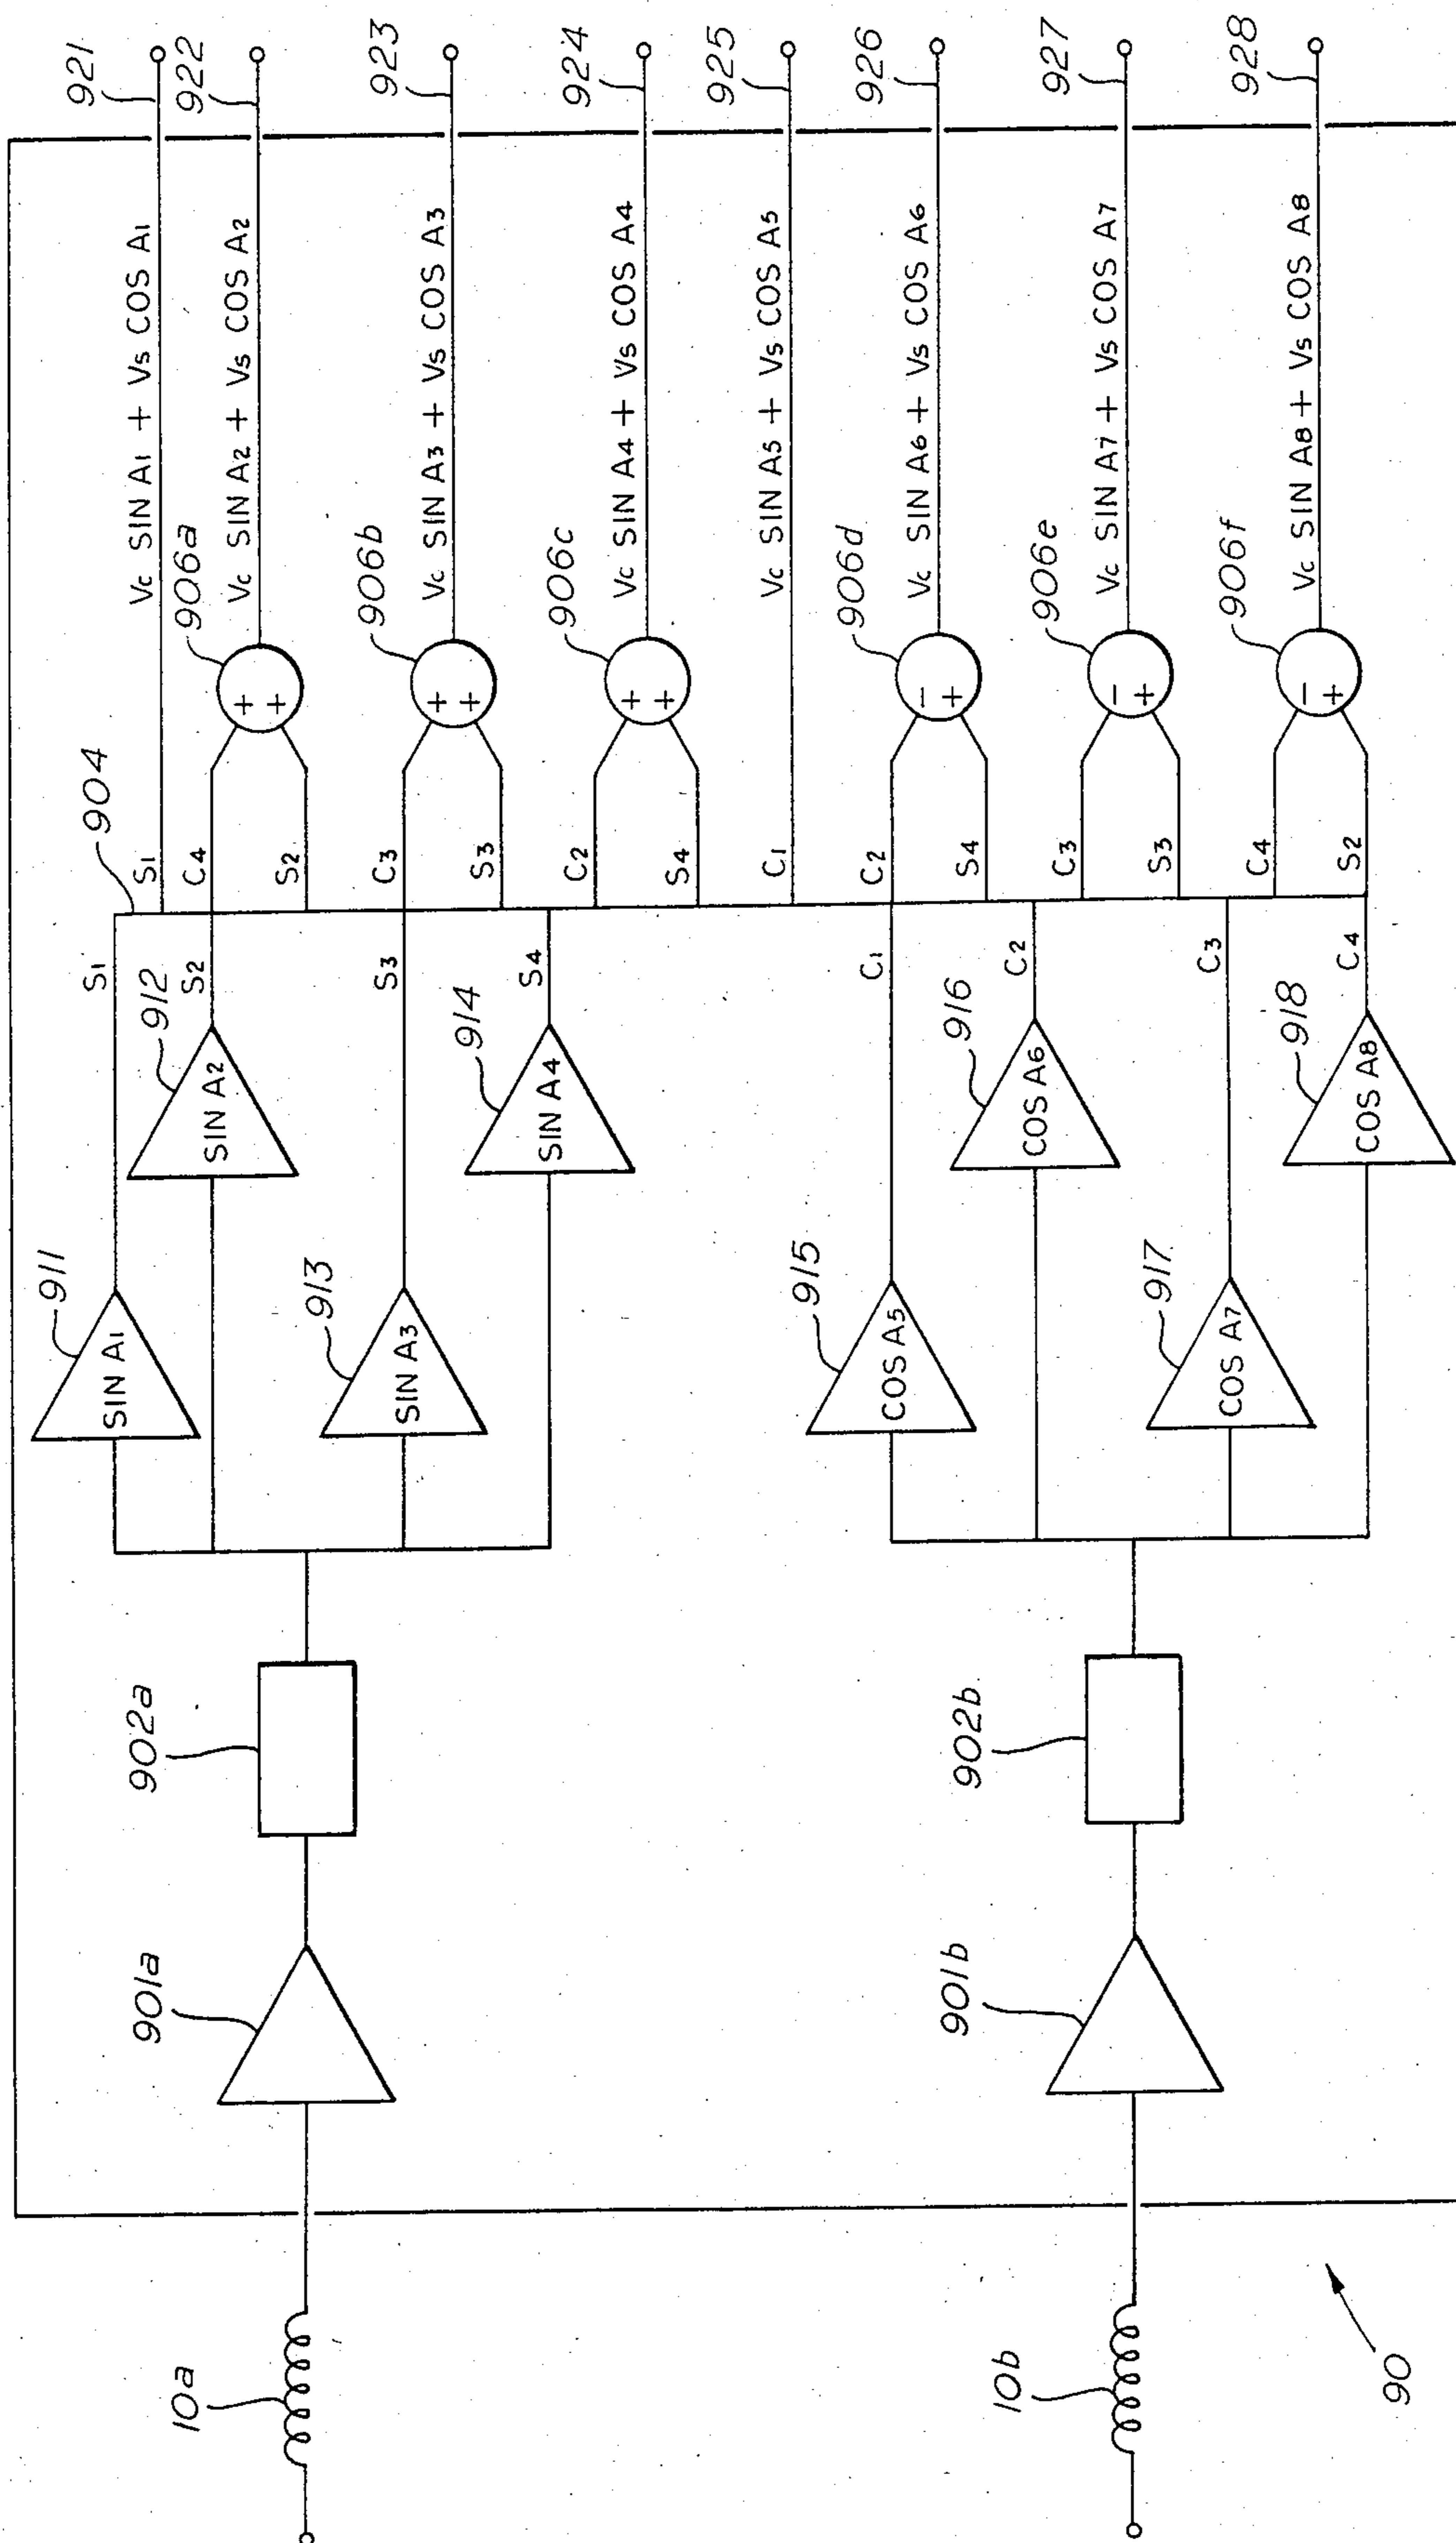 10a
901a
902a
911
SIN A1
912
SIN A2
913
SIN A3
914
SIN A4
S1
S2
S3
S4
10b
901b
902b
915
COS A5
916
COS A6
917
COS A7
918
COS A8
C1
C2
C3
C4
904
S1
Vc SIN A1 + Vs COS A1
921
C4
S2
+
+
906a
Vc SIN A2 + Vs COS A2
922
C3
S3
+
+
906b
Vc SIN A3 + Vs COS A3
923
C2
S4
+
+
906c
Vc SIN A4 + Vs COS A4
924
C1
Vc SIN A5 + Vs COS A5
925
C2
S4
−
+
906d
Vc SIN A6 + Vs COS A6
926
C3
S3
−
+
906e
Vc SIN A7 + Vs COS A7
927
C4
S2
−
+
906f
Vc SIN A8 + Vs COS A8
928
90